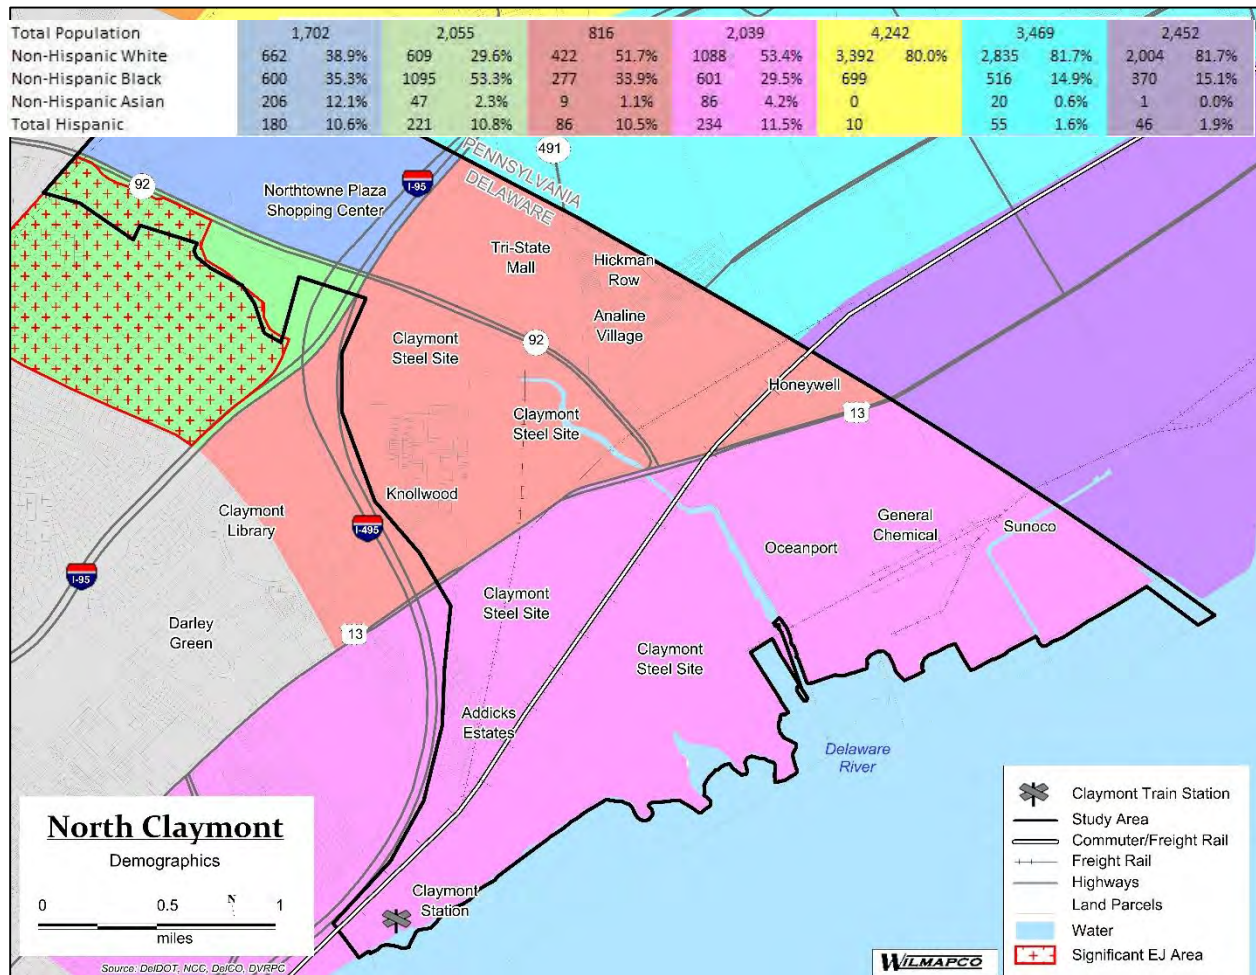 Total Population 1,702 2,055 816 2,039 4,242 3,469 2,452
Non-Hispanic White 662 38.9% 609 29.6% 422 51.7% 1088 53.4% 3,392 80.0% 2,835 81.7% 2,004 81.7%
Non-Hispanic Black 600 35.3% 1095 53.3% 277 33.9% 601 29.5% 699 516 14.9% 370 15.1%
Non-Hispanic Asian 206 12.1% 47 2.3% 9 1.1% 86 4.2% 0 20 0.6% 1 0.0%
Total Hispanic 180 10.6% 221 10.8% 86 10.5% 234 11.5% 10 55 1.6% 46 1.9%
491
PENNSYLVANIA
DELAWARE
92
I-95
Northtowne Plaza
Shopping Center
Tri-State
Mall
Hickman
Row
Analine
Village
Claymont
Steel Site
92
Honeywell
13
Claymont
Steel Site
Knollwood
Claymont
Library
I-495
General
Chemical
Sunoco
Oceanport
I-95
Claymont
Steel Site
Darley
Green
13
Claymont
Steel Site
Addicks
Estates
Delaware
River
Claymont
Station
North Claymont
Demographics
N
0 0.5 1
miles
Source: DelDOT, NCC, DelCO, DVRPC
WILMAPCO
Claymont Train Station
Study Area
Commuter/Freight Rail
Freight Rail
Highways
Land Parcels
Water
Significant EJ Area